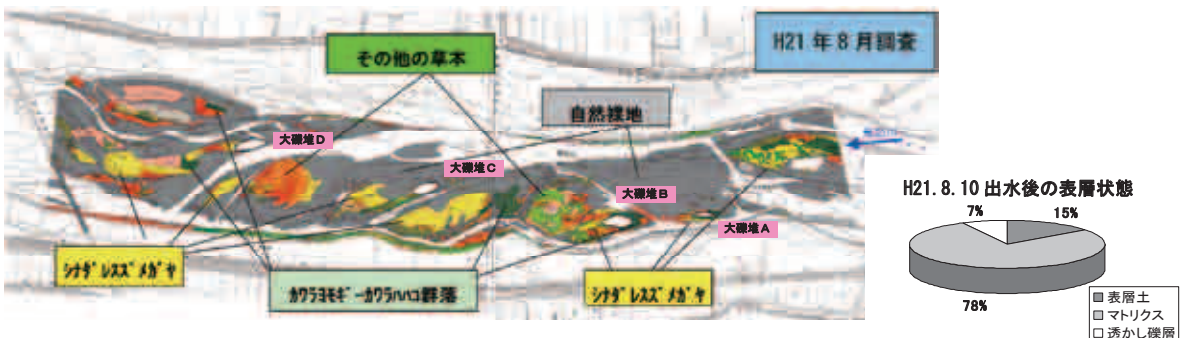 H21年8月調査
その他の草本
自然裸地
大礫堆D
大礫堆C
大礫堆B
大礫堆A
シナダレスズメガヤ
カワラヨモギ-カワラハハコ群落
シナダレスズメガヤ
H21.8.10 出水後の表層状態
7%
15%
78%
表層土
マトリクス
透かし礫層